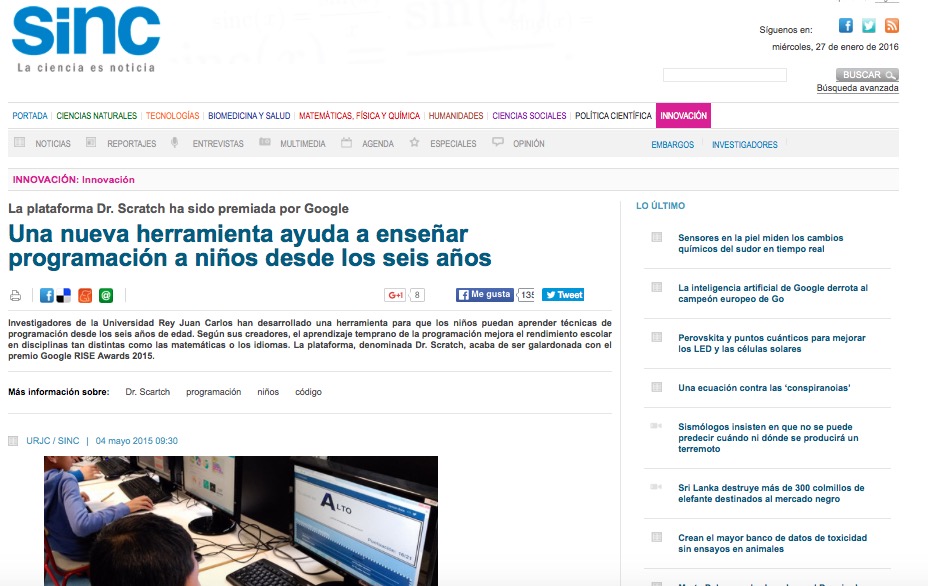 sinc
La ciencia es noticia
Síguenos en:
miércoles, 27 de enero de 2016
BUSCAR
Búsqueda avanzada
PORTADA CIENCIAS NATURALES TECNOLOGÍAS BIOMEDICINA Y SALUD MATEMÁTICAS, FÍSICA Y QUÍMICA HUMANIDADES CIENCIAS SOCIALES POLÍTICA CIENTÍFICA INNOVACIÓN
NOTICIAS REPORTAJES ENTREVISTAS MULTIMEDIA AGENDA ESPECIALES OPINIÓN EMBARGOS INVESTIGADORES
INNOVACIÓN: Innovación
La plataforma Dr. Scratch ha sido premiada por Google
Una nueva herramienta ayuda a enseñar
programación a niños desde los seis años
G+1 8 Me gusta 135 Tweet
Investigadores de la Universidad Rey Juan Carlos han desarrollado una herramienta para que los niños puedan aprender técnicas de
programación desde los seis años de edad. Según sus creadores, el aprendizaje temprano de la programación mejora el rendimiento escolar
en disciplinas tan distintas como las matemáticas o los idiomas. La plataforma, denominada Dr. Scratch, acaba de ser galardonada con el
premio Google RISE Awards 2015.
Más información sobre: Dr. Scartch programación niños código
URJC / SINC | 04 mayo 2015 09:30
ALTO
LO ÚLTIMO
Sensores en la piel miden los cambios
químicos del sudor en tiempo real
La inteligencia artificial de Google derrota al
campeón europeo de Go
Perovskita y puntos cuánticos para mejorar
los LED y las células solares
Una ecuación contra las ‘conspiranoias’
Sismólogos insisten en que no se puede
predecir cuándo ni dónde se producirá un
terremoto
Sri Lanka destruye más de 300 colmillos de
elefante destinados al mercado negro
Crean el mayor banco de datos de toxicidad
sin ensayos en animales